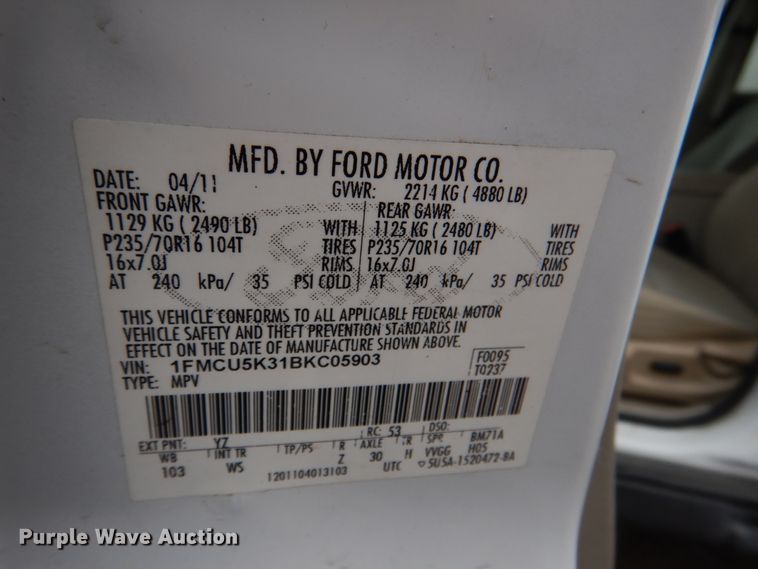 MFD. BY FORD MOTOR CO.
DATE: 04/11 GVWR: 2214 KG ( 4880 LB)
FRONT GAWR: REAR GAWR:
1129 KG ( 2490 LB) WITH 1125 KG ( 2480 LB) WITH
P235/70R16 104T TIRES P235/70R16 104T TIRES
16x7.0J RIMS 16x7.0J RIMS
AT 240 kPa/ 35 PSI COLD AT 240 kPa/ 35 PSI COLD
THIS VEHICLE CONFORMS TO ALL APPLICABLE FEDERAL MOTOR
VEHICLE SAFETY AND THEFT PREVENTION STANDARDS IN
EFFECT ON THE DATE OF MANUFACTURE SHOWN ABOVE.
VIN: 1FMCU5K31BKC05903 F0095
TYPE: MPV T0237
EXT PNT: YZ RC: 53 DSO:
WB INT TR TP/PS R AXLE TR SPR BM71A
103 WS Z 30 H VVGG H05
1201104013103 UTC 5U5A-1520472-BA
Purple Wave Auction